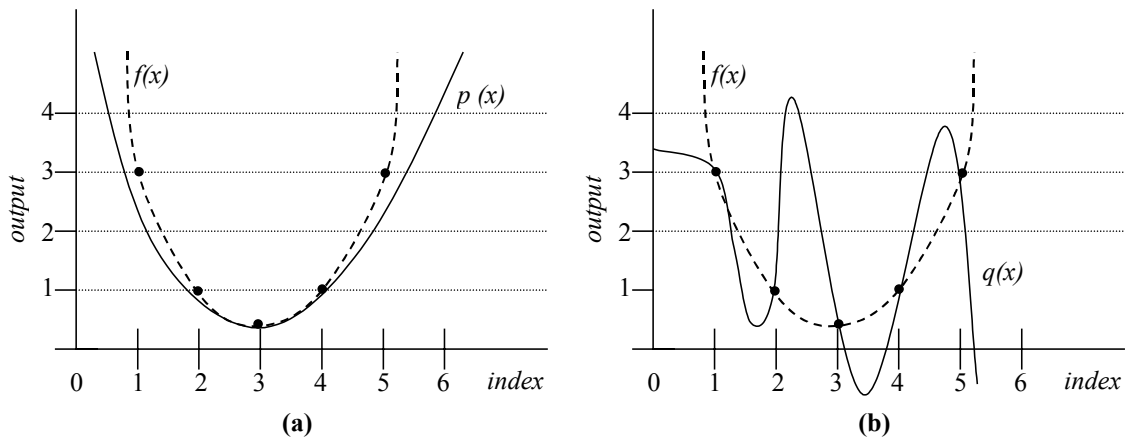 f(x)
p (x)
4
3
2
1
output
0 1 2 3 4 5 6 index
(a)
f(x)
4
3
2
1
output
q(x)
0 1 2 3 4 5 6 index
(b)